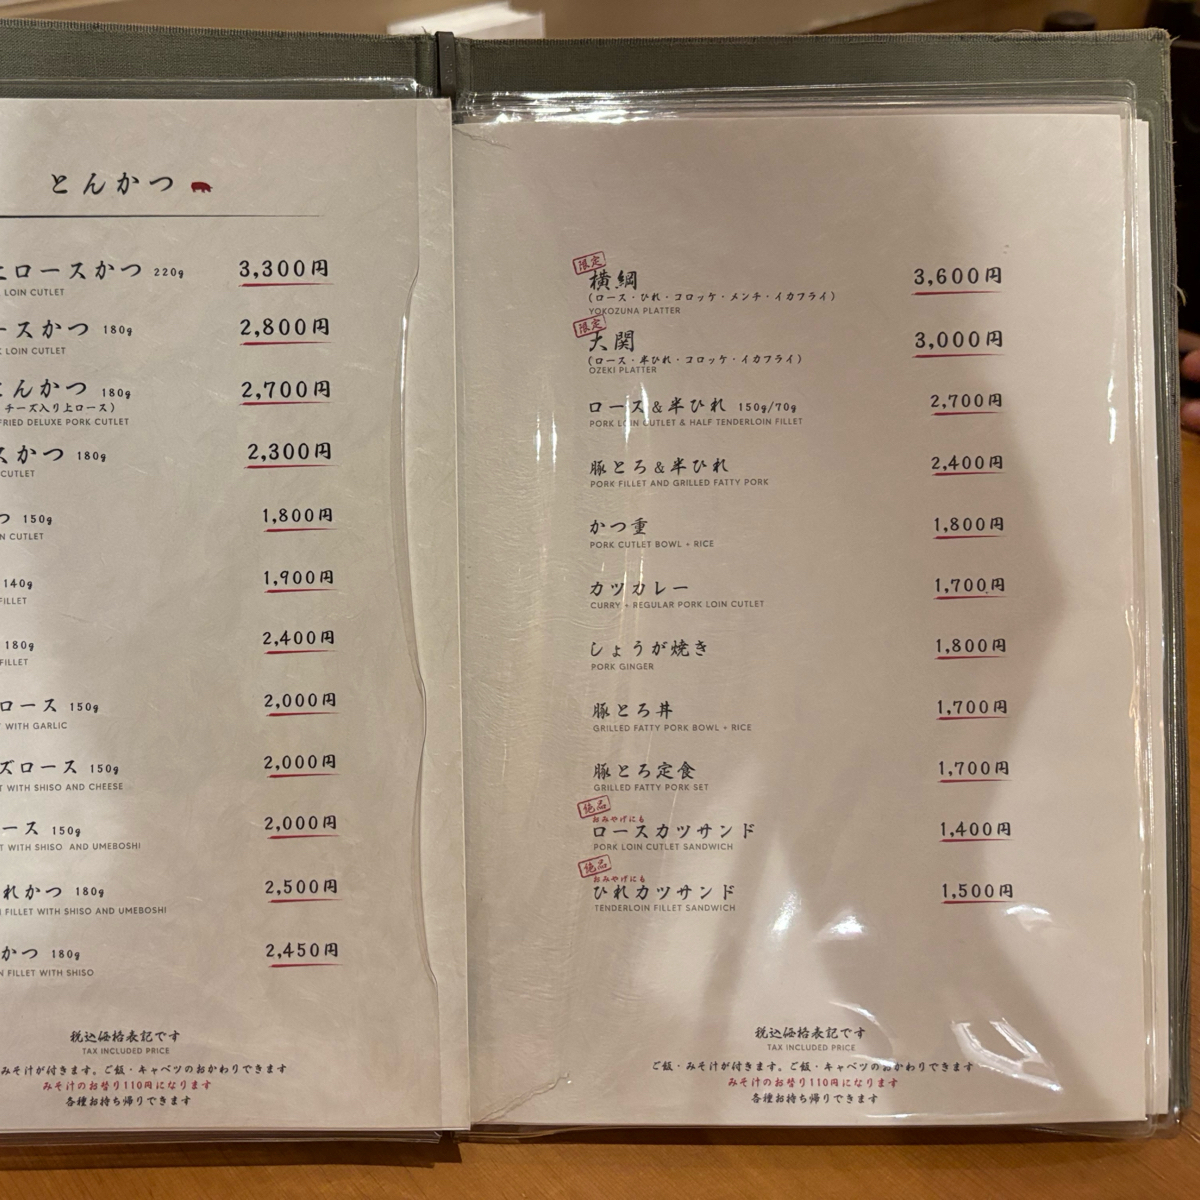 とんかつ
ロースかつ 220g 3,300円
LOIN CUTLET
ースかつ 180g 2,800円
LOIN CUTLET
とんかつ 180g 2,700円
チーズ入り上ロース)
FRIED DELUXE PORK CUTLET
スかつ 180g 2,300円
CUTLET
つ 150g 1,800円
N CUTLET
140g 1,900円
FILLET
180g 2,400円
FILLET
ロース 150g 2,000円
WITH GARLIC
ズロース 150g 2,000円
T WITH SHISO AND CHEESE
ース 150g 2,000円
T WITH SHISO AND UMEBOSHI
れかつ 180g 2,500円
FILLET WITH SHISO AND UMEBOSHI
かつ 180g 2,450円
N FILLET WITH SHISO
税込価格表記です
TAX INCLUDED PRICE
みそ汁が付きます。ご飯・キャベツのおかわりできます
みそ汁のお替り110円になります
各種お持ち帰りできます
限定
横綱 3,600円
(ロース・ひれ・コロッケ・メンチ・イカフライ)
YOKOZUNA PLATTER
限定
大関 3,000円
(ロース・半ひれ・コロッケ・イカフライ)
OZEKI PLATTER
ロース&半ひれ 150g/70g 2,700円
PORK LOIN CUTLET & HALF TENDERLOIN FILLET
豚とろ&半ひれ 2,400円
PORK FILLET AND GRILLED FATTY PORK
かつ重 1,800円
PORK CUTLET BOWL + RICE
カツカレー 1,700円
CURRY + REGULAR PORK LOIN CUTLET
しょうが焼き 1,800円
PORK GINGER
豚とろ丼 1,700円
GRILLED FATTY PORK BOWL + RICE
豚とろ定食 1,700円
GRILLED FATTY PORK SET
絶品
おみやげにも
ロースカツサンド 1,400円
PORK LOIN CUTLET SANDWICH
絶品
おみやげにも
ひれカツサンド 1,500円
TENDERLOIN FILLET SANDWICH
税込価格表記です
TAX INCLUDED PRICE
ご飯・みそ汁が付きます。ご飯・キャベツのおかわりできます
みそ汁のお替り110円になります
各種お持ち帰りできます